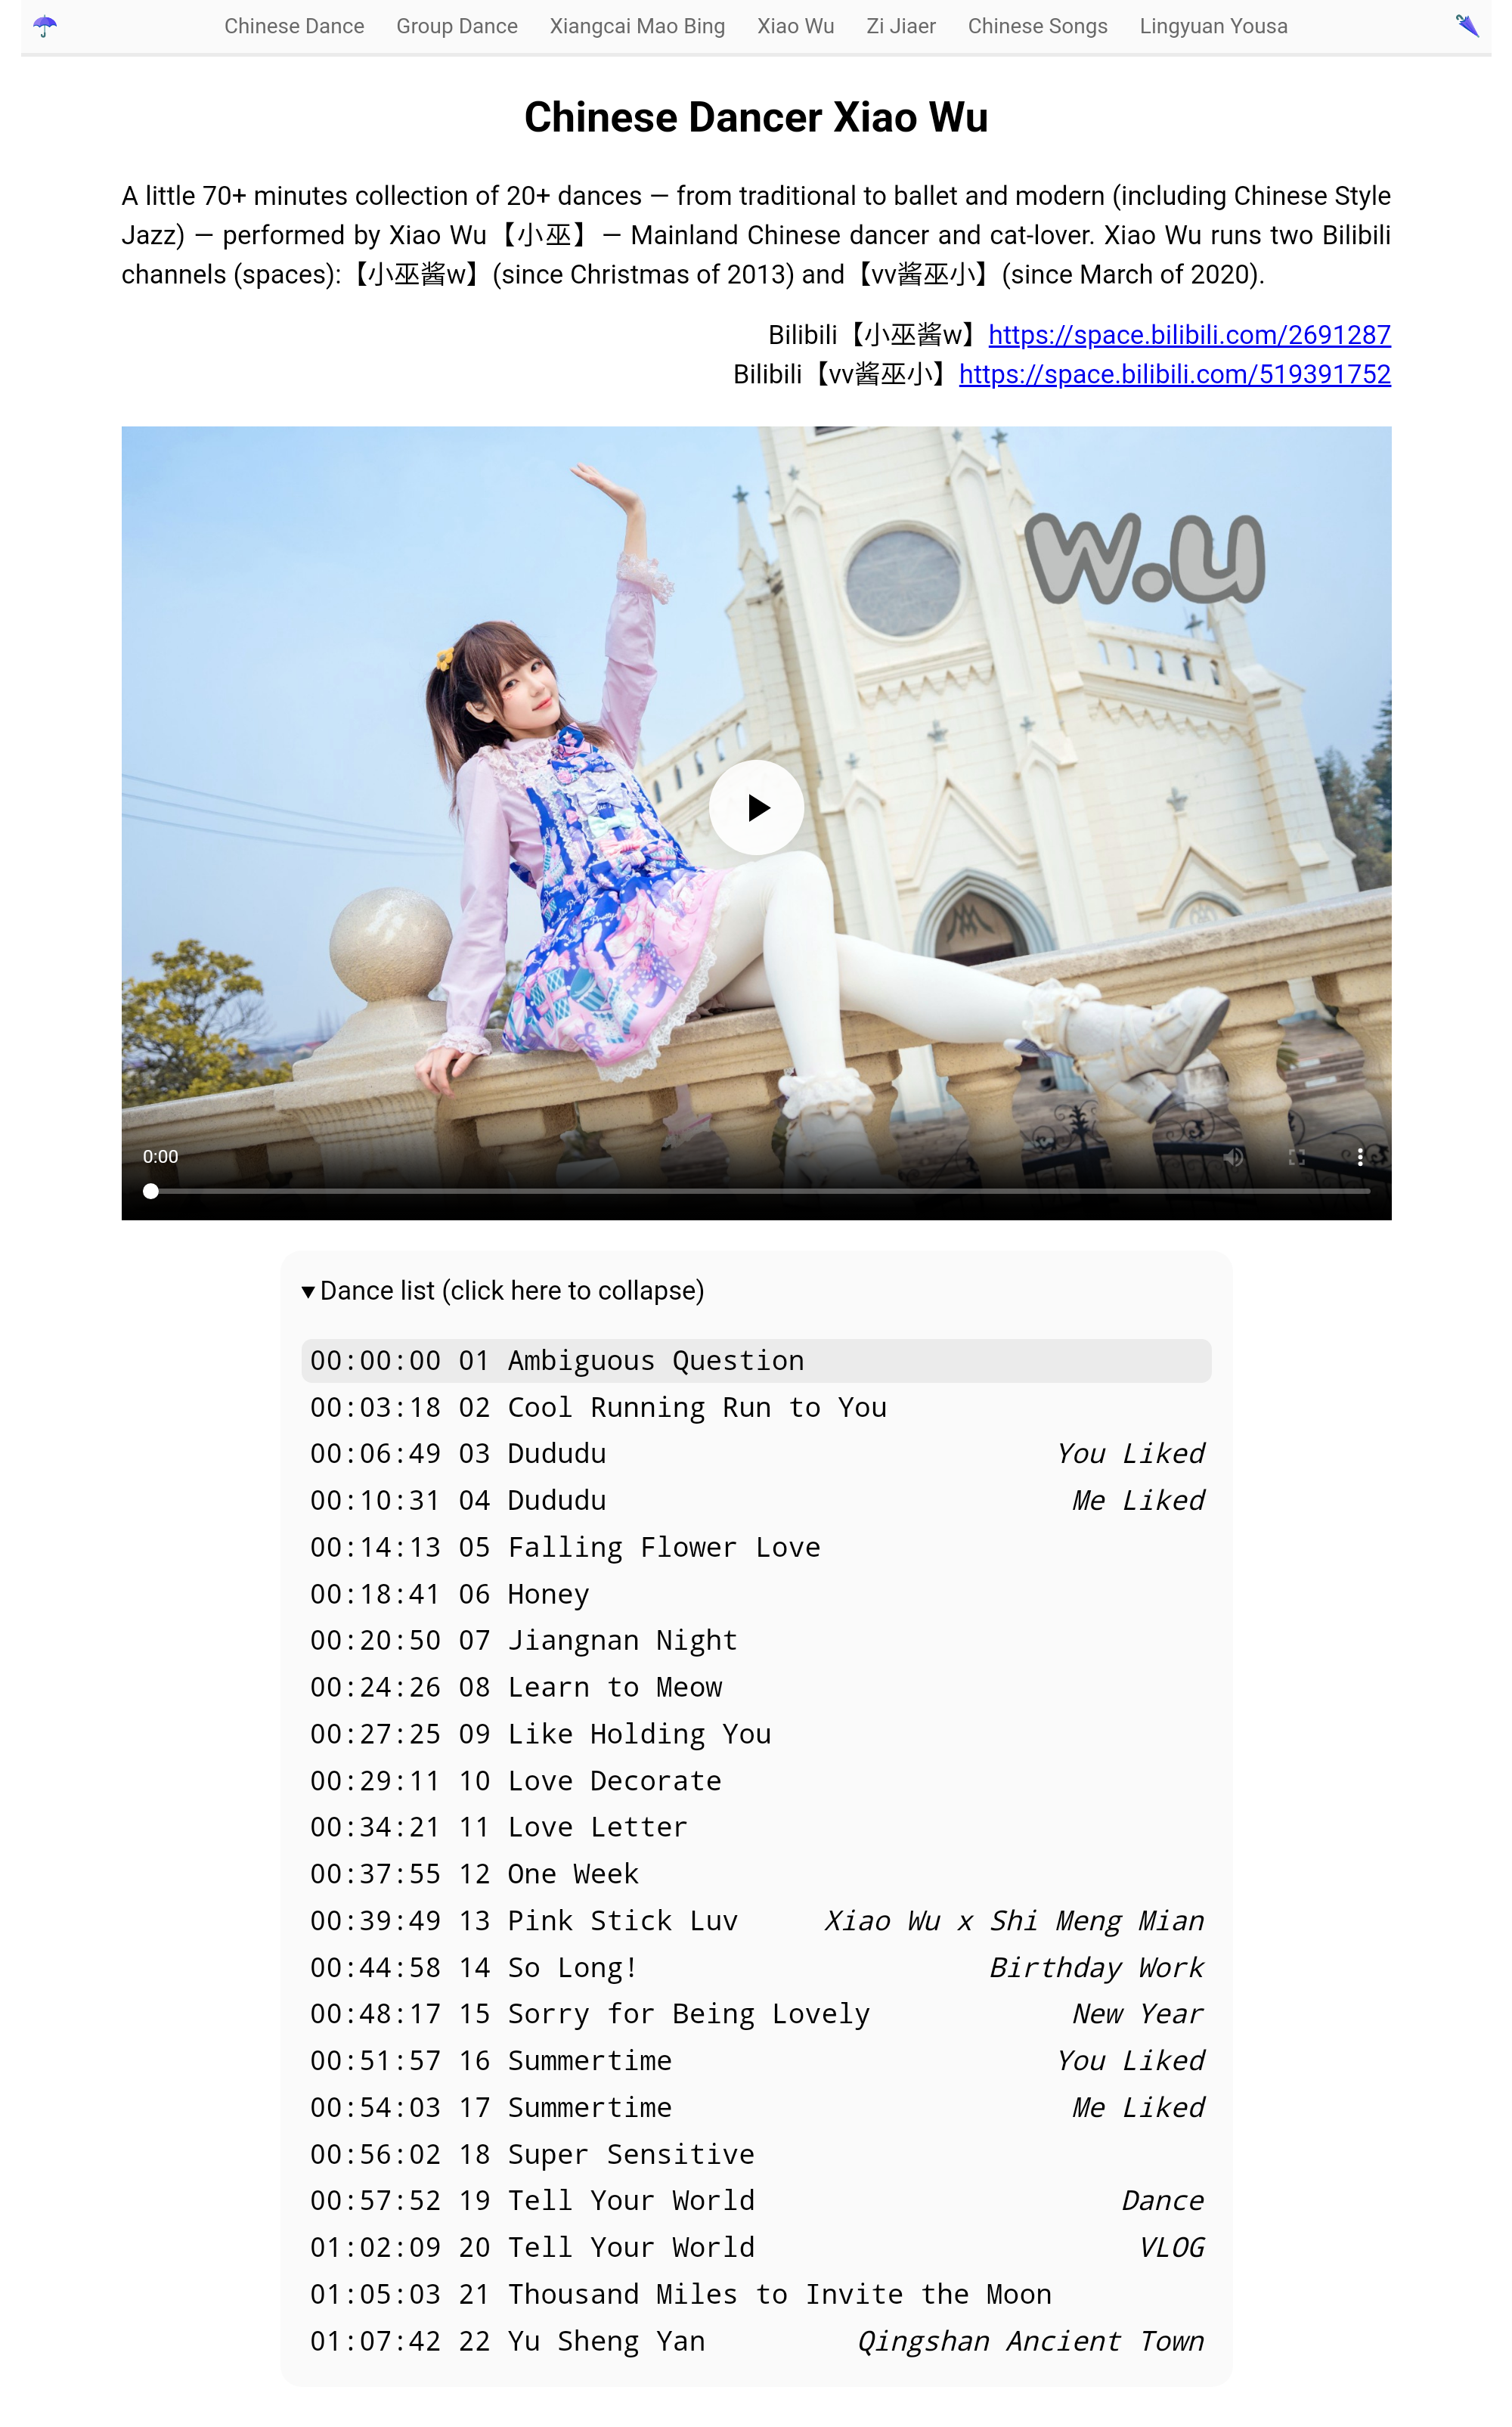 Chinese Dance Group Dance Xiangcai Mao Bing Xiao Wu Zi Jiaer Chinese Songs Lingyuan Yousa
Chinese Dancer Xiao Wu
A little 70+ minutes collection of 20+ dances — from traditional to ballet and modern (including Chinese Style
Jazz) — performed by Xiao Wu【小巫】— Mainland Chinese dancer and cat-lover. Xiao Wu runs two Bilibili
channels (spaces):【小巫酱w】(since Christmas of 2013) and【vv酱巫小】(since March of 2020).
Bilibili【小巫酱w】https://space.bilibili.com/2691287
Bilibili【vv酱巫小】https://space.bilibili.com/519391752
w.u
0:00
▼ Dance list (click here to collapse)
00:00:00 01 Ambiguous Question
00:03:18 02 Cool Running Run to You
00:06:49 03 Dududu You Liked
00:10:31 04 Dududu Me Liked
00:14:13 05 Falling Flower Love
00:18:41 06 Honey
00:20:50 07 Jiangnan Night
00:24:26 08 Learn to Meow
00:27:25 09 Like Holding You
00:29:11 10 Love Decorate
00:34:21 11 Love Letter
00:37:55 12 One Week
00:39:49 13 Pink Stick Luv Xiao Wu x Shi Meng Mian
00:44:58 14 So Long! Birthday Work
00:48:17 15 Sorry for Being Lovely New Year
00:51:57 16 Summertime You Liked
00:54:03 17 Summertime Me Liked
00:56:02 18 Super Sensitive
00:57:52 19 Tell Your World Dance
01:02:09 20 Tell Your World VLOG
01:05:03 21 Thousand Miles to Invite the Moon
01:07:42 22 Yu Sheng Yan Qingshan Ancient Town